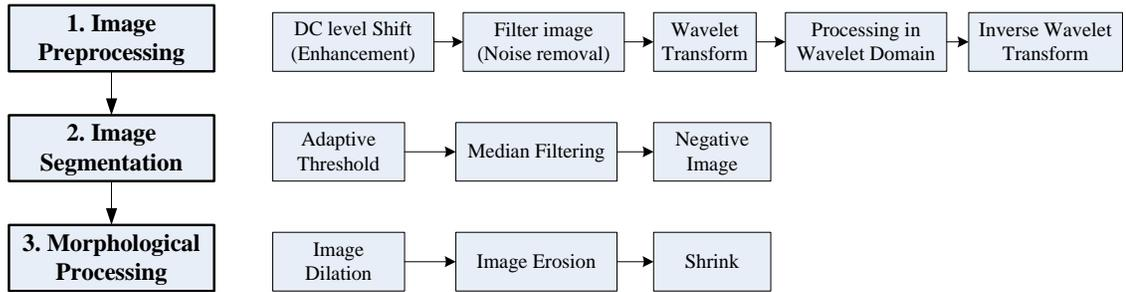 1. Image
Preprocessing
DC level Shift
(Enhancement)
Filter image
(Noise removal)
Wavelet
Transform
Processing in
Wavelet Domain
Inverse Wavelet
Transform
2. Image
Segmentation
Adaptive
Threshold
Median Filtering
Negative
Image
3. Morphological
Processing
Image
Dilation
Image Erosion
Shrink